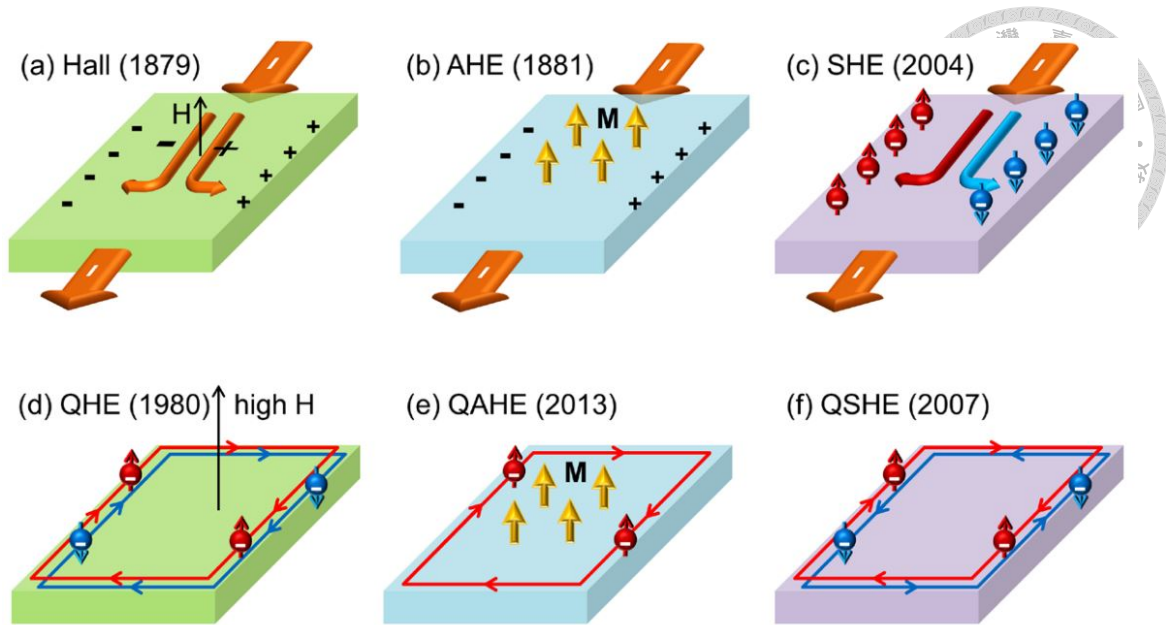 (a) Hall (1879)
(b) AHE (1881)
(c) SHE (2004)
H
M
(d) QHE (1980)
high H
(e) QAHE (2013)
(f) QSHE (2007)
M